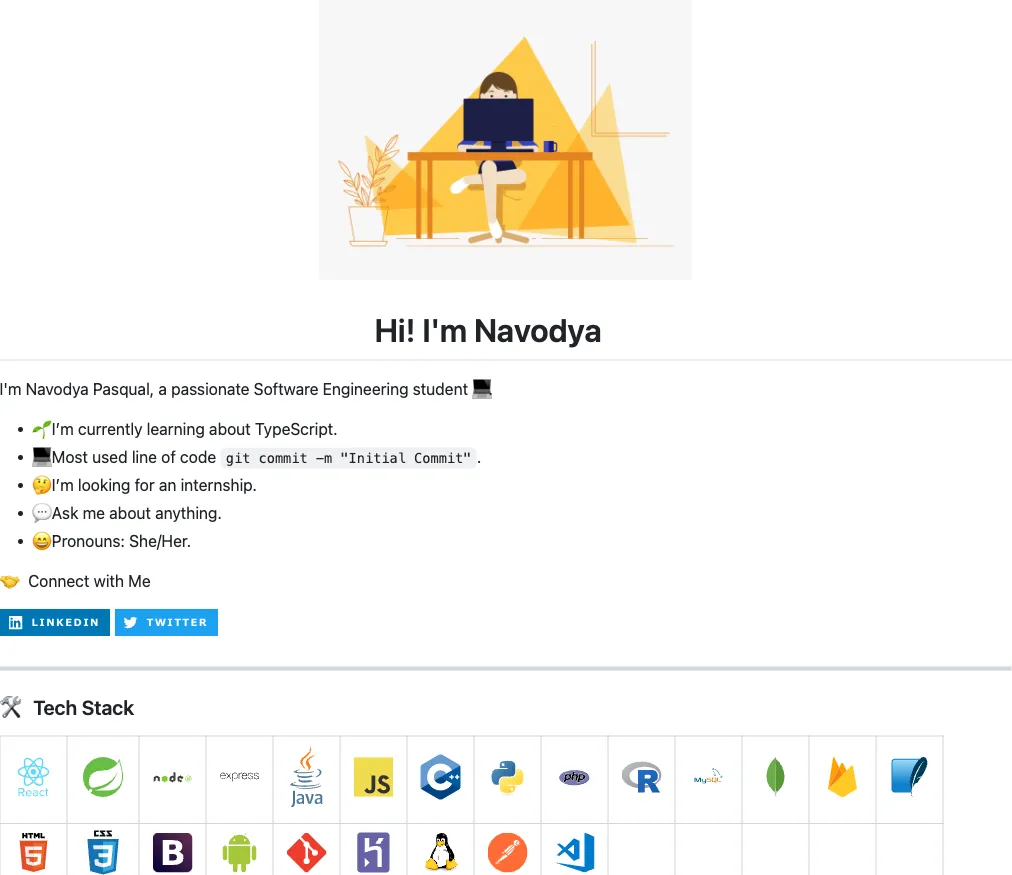 Hi! I'm Navodya
I'm Navodya Pasqual, a passionate Software Engineering student 💻
🌱I’m currently learning about TypeScript.
💻Most used line of code git commit –m "Initial Commit" .
🤔I’m looking for an internship.
💬Ask me about anything.
😄Pronouns: She/Her.
🤝 Connect with Me
LINKEDIN TWITTER
🛠 Tech Stack
React node express Java JS C++ php R MySQL
HTML 5 CSS 3 B